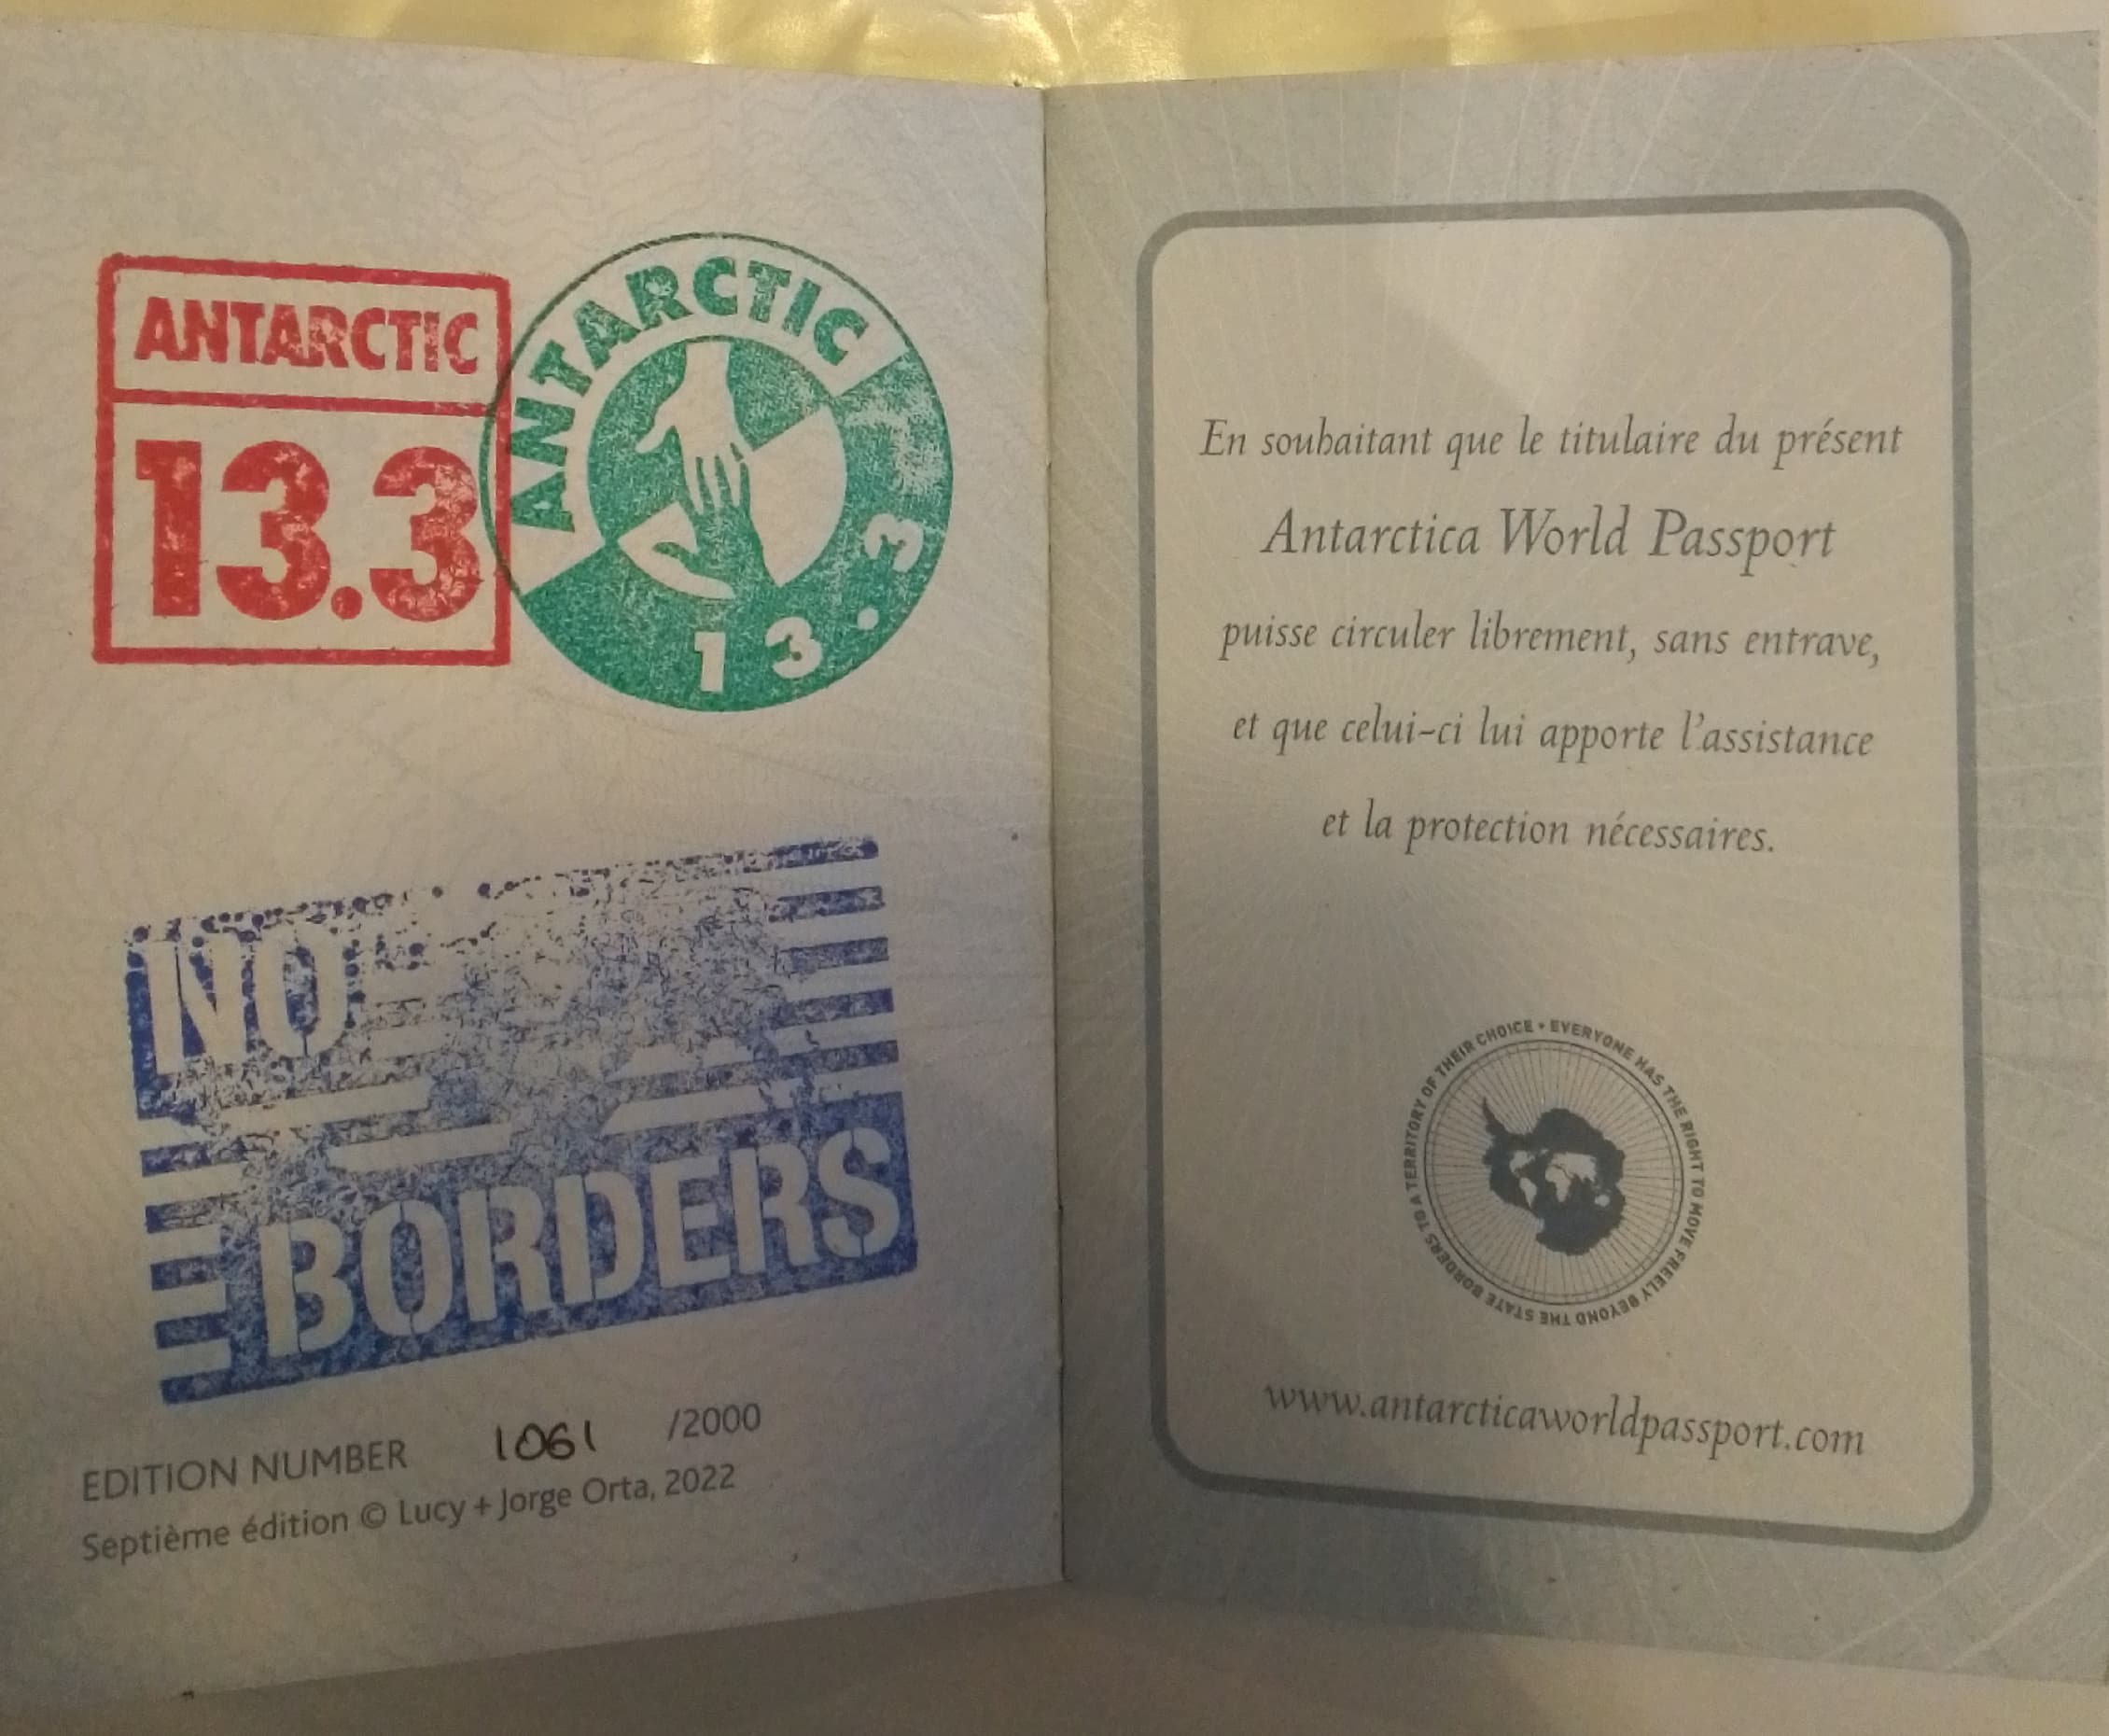 ANTARCTIC
13.3
ANTARCTIC
13.3
NO
BORDERS
EDITION NUMBER 1061 /2000
Septième édition © Lucy + Jorge Orta, 2022
En souhaitant que le titulaire du présent
Antarctica World Passport
puisse circuler librement, sans entrave,
et que celui-ci lui apporte l'assistance
et la protection nécessaires.
EVERYONE HAS THE RIGHT TO MOVE FREELY BEYOND THE STATE BORDERS TO A TERRITORY OF THEIR CHOICE •
www.antarcticaworldpassport.com